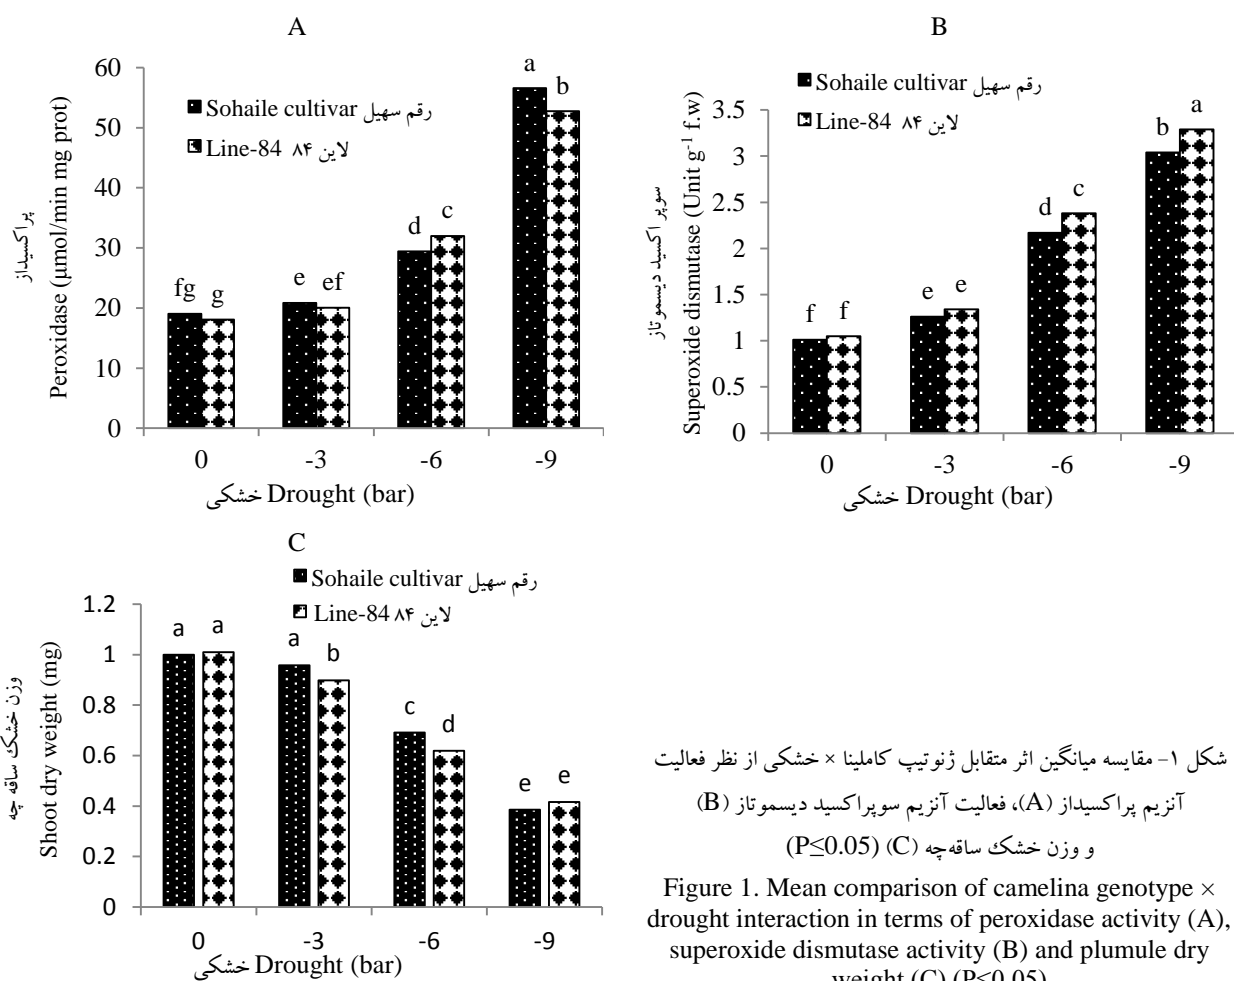 A
60
50
40
30
20
10
0
پراکسیداز
Peroxidase (µmol/min mg prot)
Sohaile cultivar رقم سهیل
Line-84 لاین ۸۴
fg g e ef d c a b
0 -3 -6 -9
خشکی Drought (bar)
B
3.5
3
2.5
2
1.5
1
0.5
0
سوپر اکسید دیسموتاز
Superoxide dismutase (Unit g⁻¹ f.w)
Sohaile cultivar رقم سهیل
Line-84 لاین ۸۴
f f e e d c b a
0 -3 -6 -9
خشکی Drought (bar)
C
1.2
1
0.8
0.6
0.4
0.2
0
وزن خشک ساقه چه
Shoot dry weight (mg)
Sohaile cultivar رقم سهیل
Line-84 لاین ۸۴
a a a b c d e e
0 -3 -6 -9
خشکی Drought (bar)
شکل ۱- مقایسه میانگین اثر متقابل ژنوتیپ کاملینا × خشکی از نظر فعالیت
آنزیم پراکسیداز (A)، فعالیت آنزیم سوپراکسید دیسموتاز (B)
و وزن خشک ساقه‌چه (C) (P≤0.05)
Figure 1. Mean comparison of camelina genotype ×
drought interaction in terms of peroxidase activity (A),
superoxide dismutase activity (B) and plumule dry
weight (C) (P≤0.05)